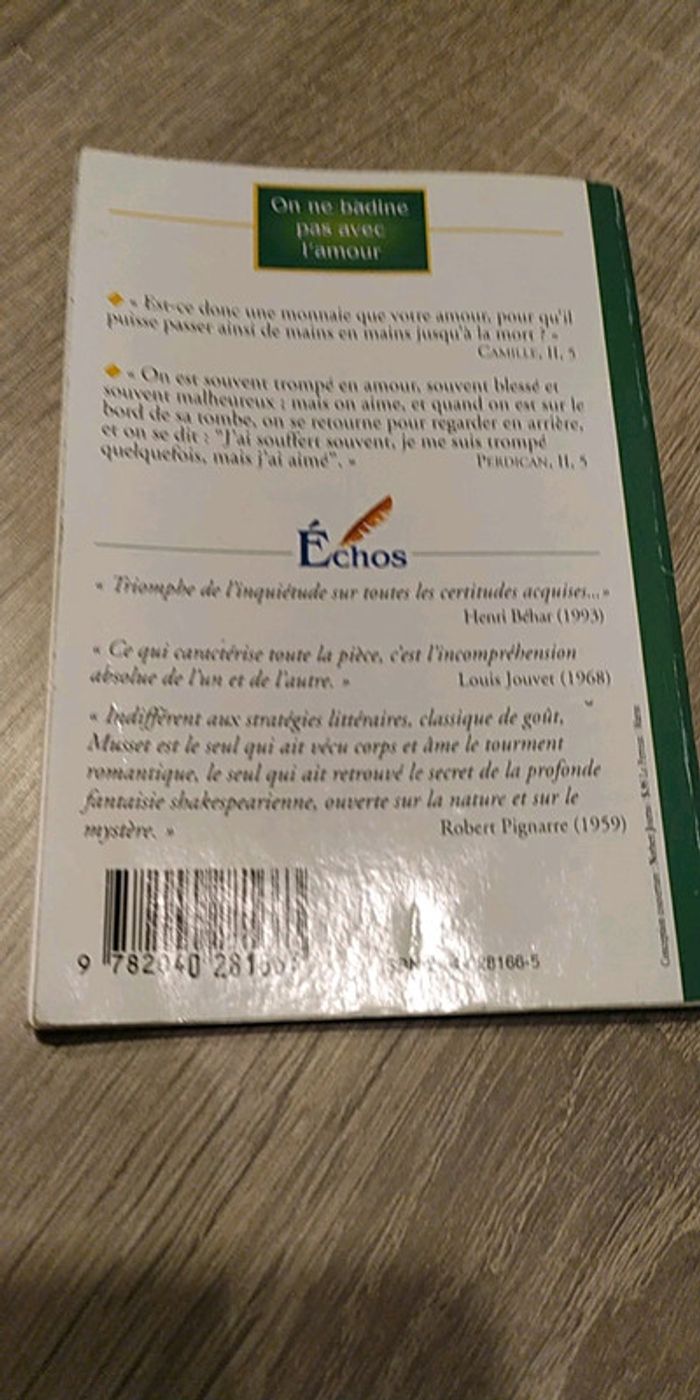 On ne badine
pas avec
l'amour
« Est-ce donc une monnaie que votre amour, pour qu'il
puisse passer ainsi de mains en mains jusqu'à la mort ? »
CAMILLE, II, 5
« On est souvent trompé en amour, souvent blessé et
souvent malheureux ; mais on aime, et quand on est sur le
bord de sa tombe, on se retourne pour regarder en arrière,
et on se dit : "J'ai souffert souvent, je me suis trompé
quelquefois, mais j'ai aimé". » PERDICAN, II, 5
Échos
« Triomphe de l'inquiétude sur toutes les certitudes acquises... »
Henri Béhar (1993)
« Ce qui caractérise toute la pièce, c'est l'incompréhension
absolue de l'un et de l'autre. » Louis Jouvet (1968)
« Indifférent aux stratégies littéraires, classique de goût,
Musset est le seul qui ait vécu corps et âme le tourment
romantique, le seul qui ait retrouvé le secret de la profonde
fantaisie shakespearienne, ouverte sur la nature et sur le
mystère. » Robert Pignarre (1959)
9 782040 281
28166-5
Conception couverture :